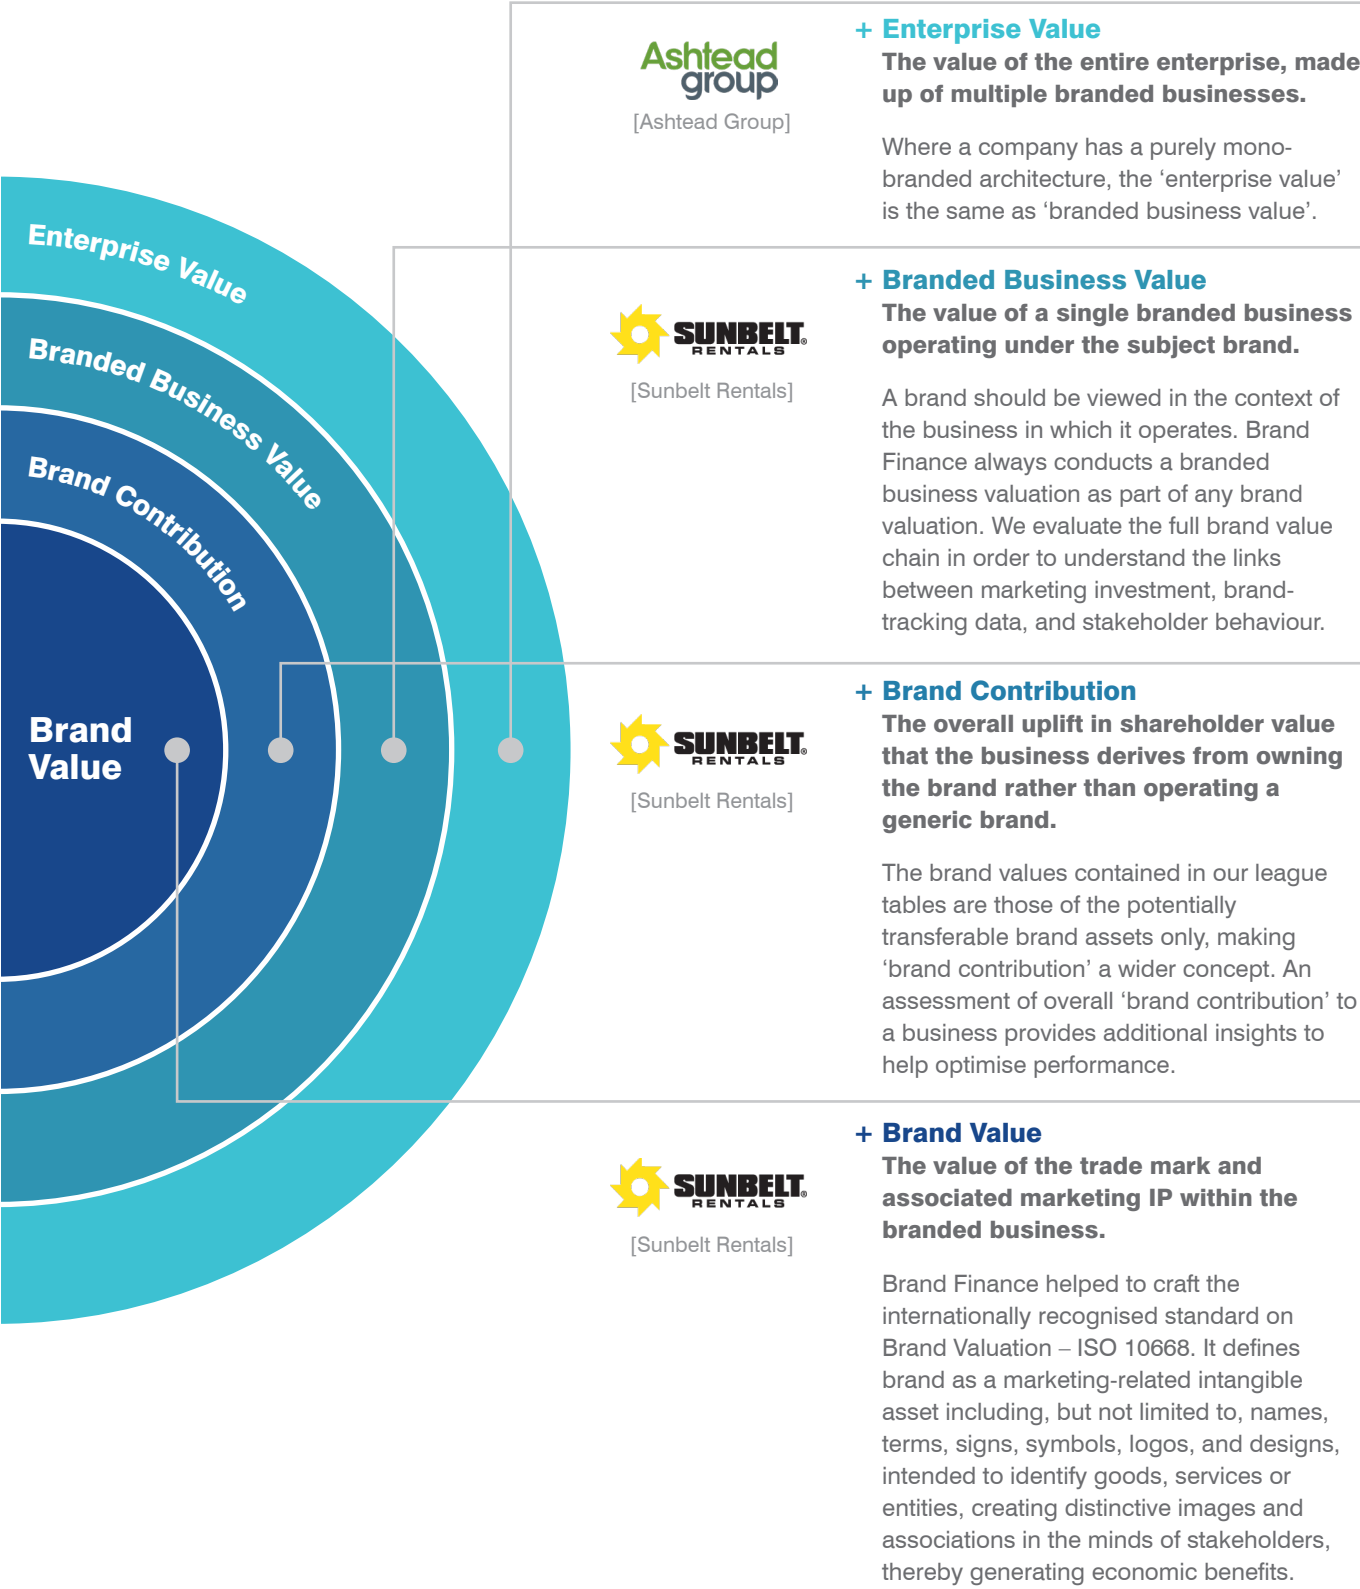 Enterprise Value
Branded Business Value
Brand Contribution
Brand
Value
Ashtead
group
[Ashtead Group]
+ Enterprise Value
The value of the entire enterprise, made
up of multiple branded businesses.
Where a company has a purely mono-
branded architecture, the ‘enterprise value’
is the same as ‘branded business value’.
SUNBELT®
RENTALS
[Sunbelt Rentals]
+ Branded Business Value
The value of a single branded business
operating under the subject brand.
A brand should be viewed in the context of
the business in which it operates. Brand
Finance always conducts a branded
business valuation as part of any brand
valuation. We evaluate the full brand value
chain in order to understand the links
between marketing investment, brand-
tracking data, and stakeholder behaviour.
SUNBELT®
RENTALS
[Sunbelt Rentals]
+ Brand Contribution
The overall uplift in shareholder value
that the business derives from owning
the brand rather than operating a
generic brand.
The brand values contained in our league
tables are those of the potentially
transferable brand assets only, making
‘brand contribution’ a wider concept. An
assessment of overall ‘brand contribution’ to
a business provides additional insights to
help optimise performance.
SUNBELT®
RENTALS
[Sunbelt Rentals]
+ Brand Value
The value of the trade mark and
associated marketing IP within the
branded business.
Brand Finance helped to craft the
internationally recognised standard on
Brand Valuation – ISO 10668. It defines
brand as a marketing-related intangible
asset including, but not limited to, names,
terms, signs, symbols, logos, and designs,
intended to identify goods, services or
entities, creating distinctive images and
associations in the minds of stakeholders,
thereby generating economic benefits.